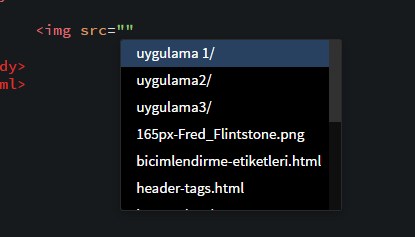 <img src=""
uygulama 1/
uygulama2/
dy>
uygulama3/
ml>
165px-Fred_Flintstone.png
bicimlendirme-etiketleri.html
header-tags.html